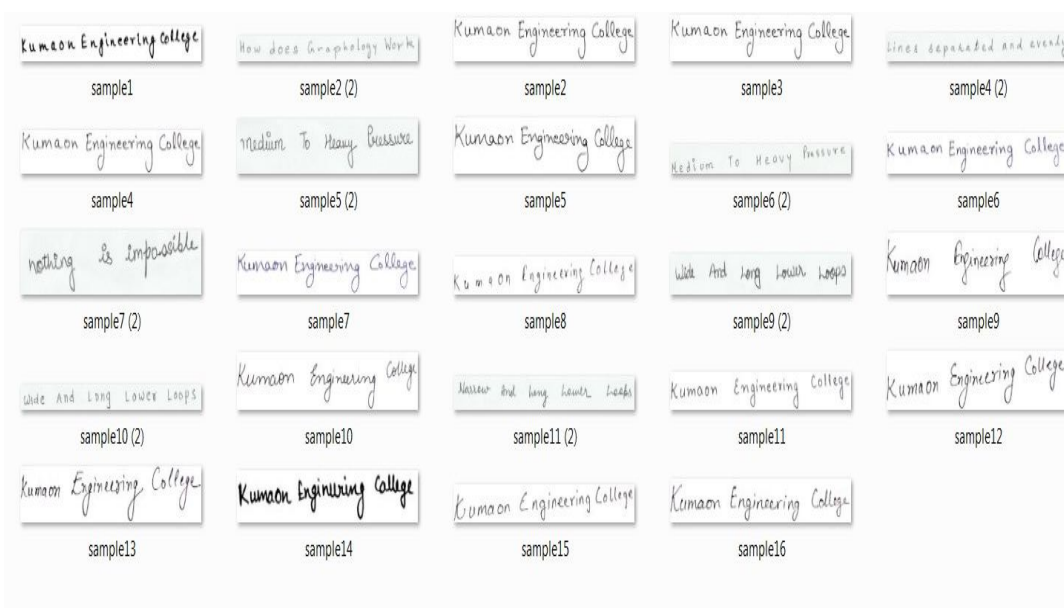 Kumaon Engineering College How does Graphology Work Kumaon Engineering College Kumaon Engineering College Lines separated and evenly
sample1 sample2 (2) sample2 sample3 sample4 (2)
Kumaon Engineering College Medium To Heavy Pressure Kumaon Engineering College Medium To Heavy Pressure Kumaon Engineering College
sample4 sample5 (2) sample5 sample6 (2) sample6
nothing is impossible Kumaon Engineering College Kumaon Engineering College Wide And Long Lower Loops Kumaon Engineering College
sample7 (2) sample7 sample8 sample9 (2) sample9
Wide And Long Lower Loops Kumaon Engineering College Narrow And Long Lower Loops Kumaon Engineering College Kumaon Engineering College
sample10 (2) sample10 sample11 (2) sample11 sample12
Kumaon Engineering College Kumaon Engineering College Kumaon Engineering College Kumaon Engineering College
sample13 sample14 sample15 sample16